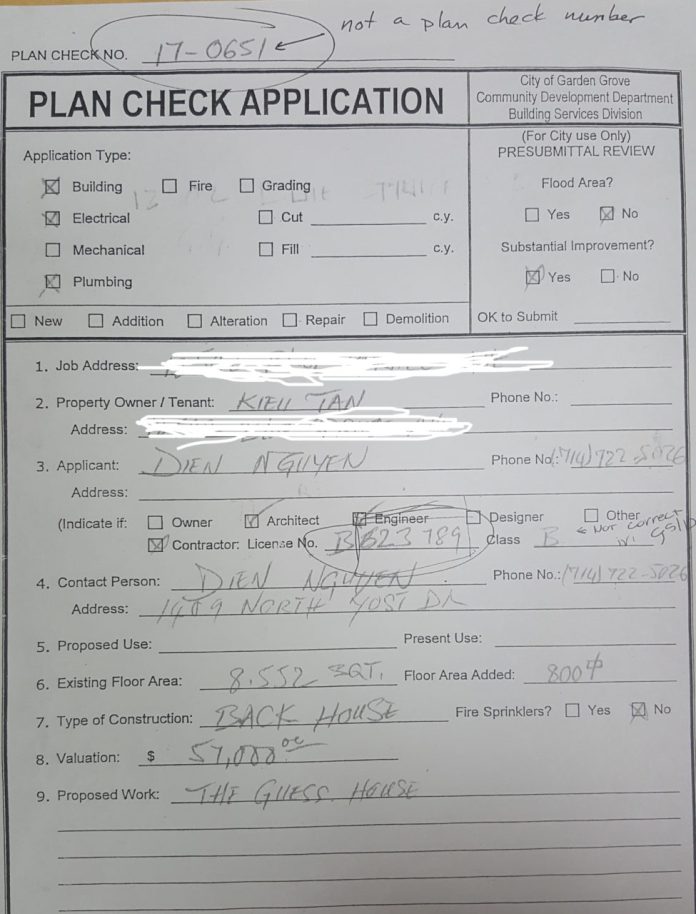 not a plan check number
PLAN CHECK NO. 17-0651
PLAN CHECK APPLICATION
City of Garden Grove
Community Development Department
Building Services Division
Application Type:
Building Fire Grading
Electrical Cut c.y.
Mechanical Fill c.y.
Plumbing
(For City use Only)
PRESUBMITTAL REVIEW
Flood Area?
Yes No
Substantial Improvement?
Yes No
OK to Submit
New Addition Alteration Repair Demolition
1. Job Address:
2. Property Owner / Tenant: KIEU TAN Phone No.:
Address:
3. Applicant: DIEN NGUYEN Phone No.: (714) 722-5026
Address:
(Indicate if: Owner Architect Engineer Designer Other
Contractor: License No. B 823789 Class B Not correct
4. Contact Person: DIEN NGUYEN Phone No.: (714) 722-5026
Address: 1409 NORTH YOST DR
5. Proposed Use: Present Use:
6. Existing Floor Area: 8.552 SQT. Floor Area Added: 800
7. Type of Construction: BACK HOUSE Fire Sprinklers? Yes No
8. Valuation: $ 57,000
9. Proposed Work: THE GUESS HOUSE